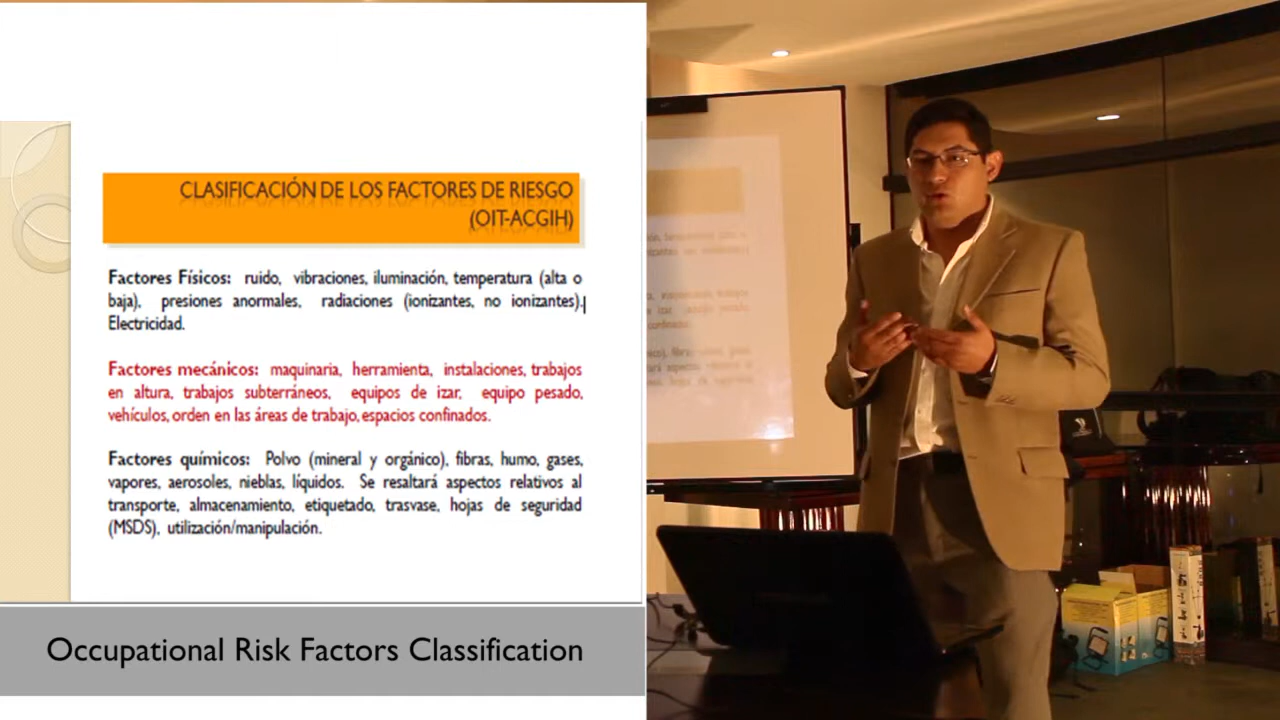 CLASIFICACIÓN DE LOS FACTORES DE RIESGO
(OIT-ACGIH)
Factores Físicos: ruido, vibraciones, iluminación, temperatura (alta o
baja), presiones anormales, radiaciones (ionizantes, no ionizantes).
Electricidad.
Factores mecánicos: maquinaria, herramienta, instalaciones, trabajos
en altura, trabajos subterráneos, equipos de izar, equipo pesado,
vehículos, orden en las áreas de trabajo, espacios confinados.
Factores químicos: Polvo (mineral y orgánico), fibras, humo, gases,
vapores, aerosoles, nieblas, líquidos. Se resaltará aspectos relativos al
transporte, almacenamiento, etiquetado, trasvase, hojas de seguridad
(MSDS), utilización/manipulación.
Occupational Risk Factors Classification